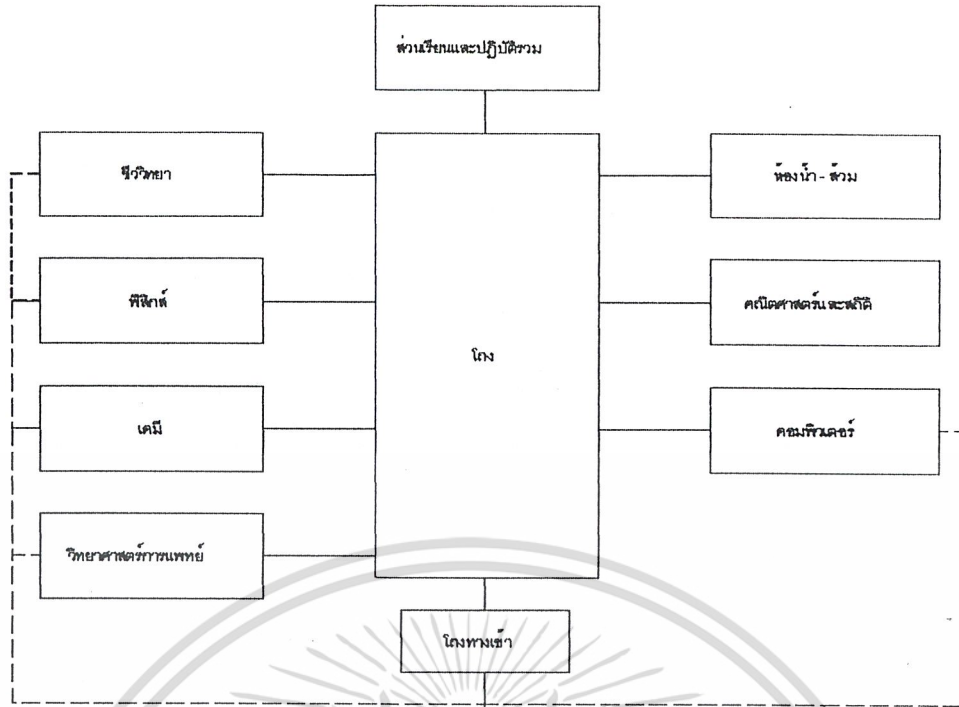 ส่วนเรียนและปฏิบัติรวม
ชีววิทยา
ห้องน้ำ - ส้วม
ฟิสิกส์
คณิตศาสตร์และสถิติ
โถง
เคมี
คอมพิวเตอร์
วิทยาศาสตร์การแพทย์
โถงทางเข้า